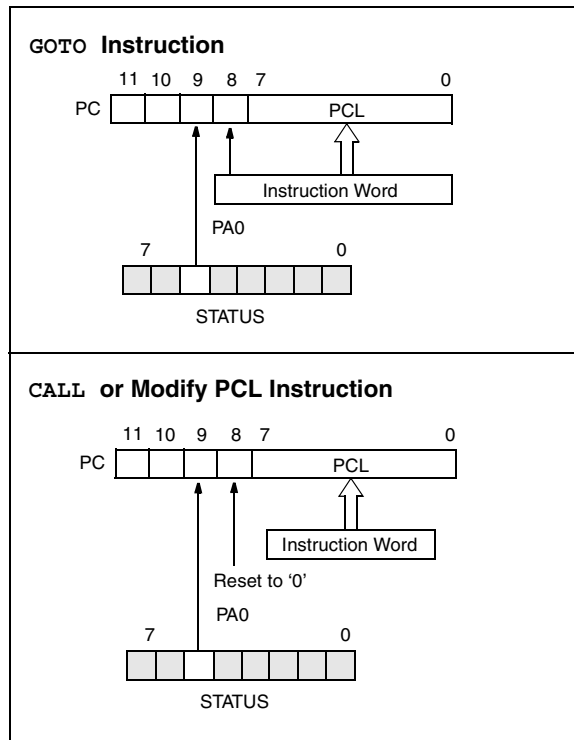 GOTO Instruction
11 10 9 8 7 0
PC PCL
Instruction Word
PA0
7 0
STATUS
CALL or Modify PCL Instruction
11 10 9 8 7 0
PC PCL
Instruction Word
Reset to ‘0’
PA0
7 0
STATUS